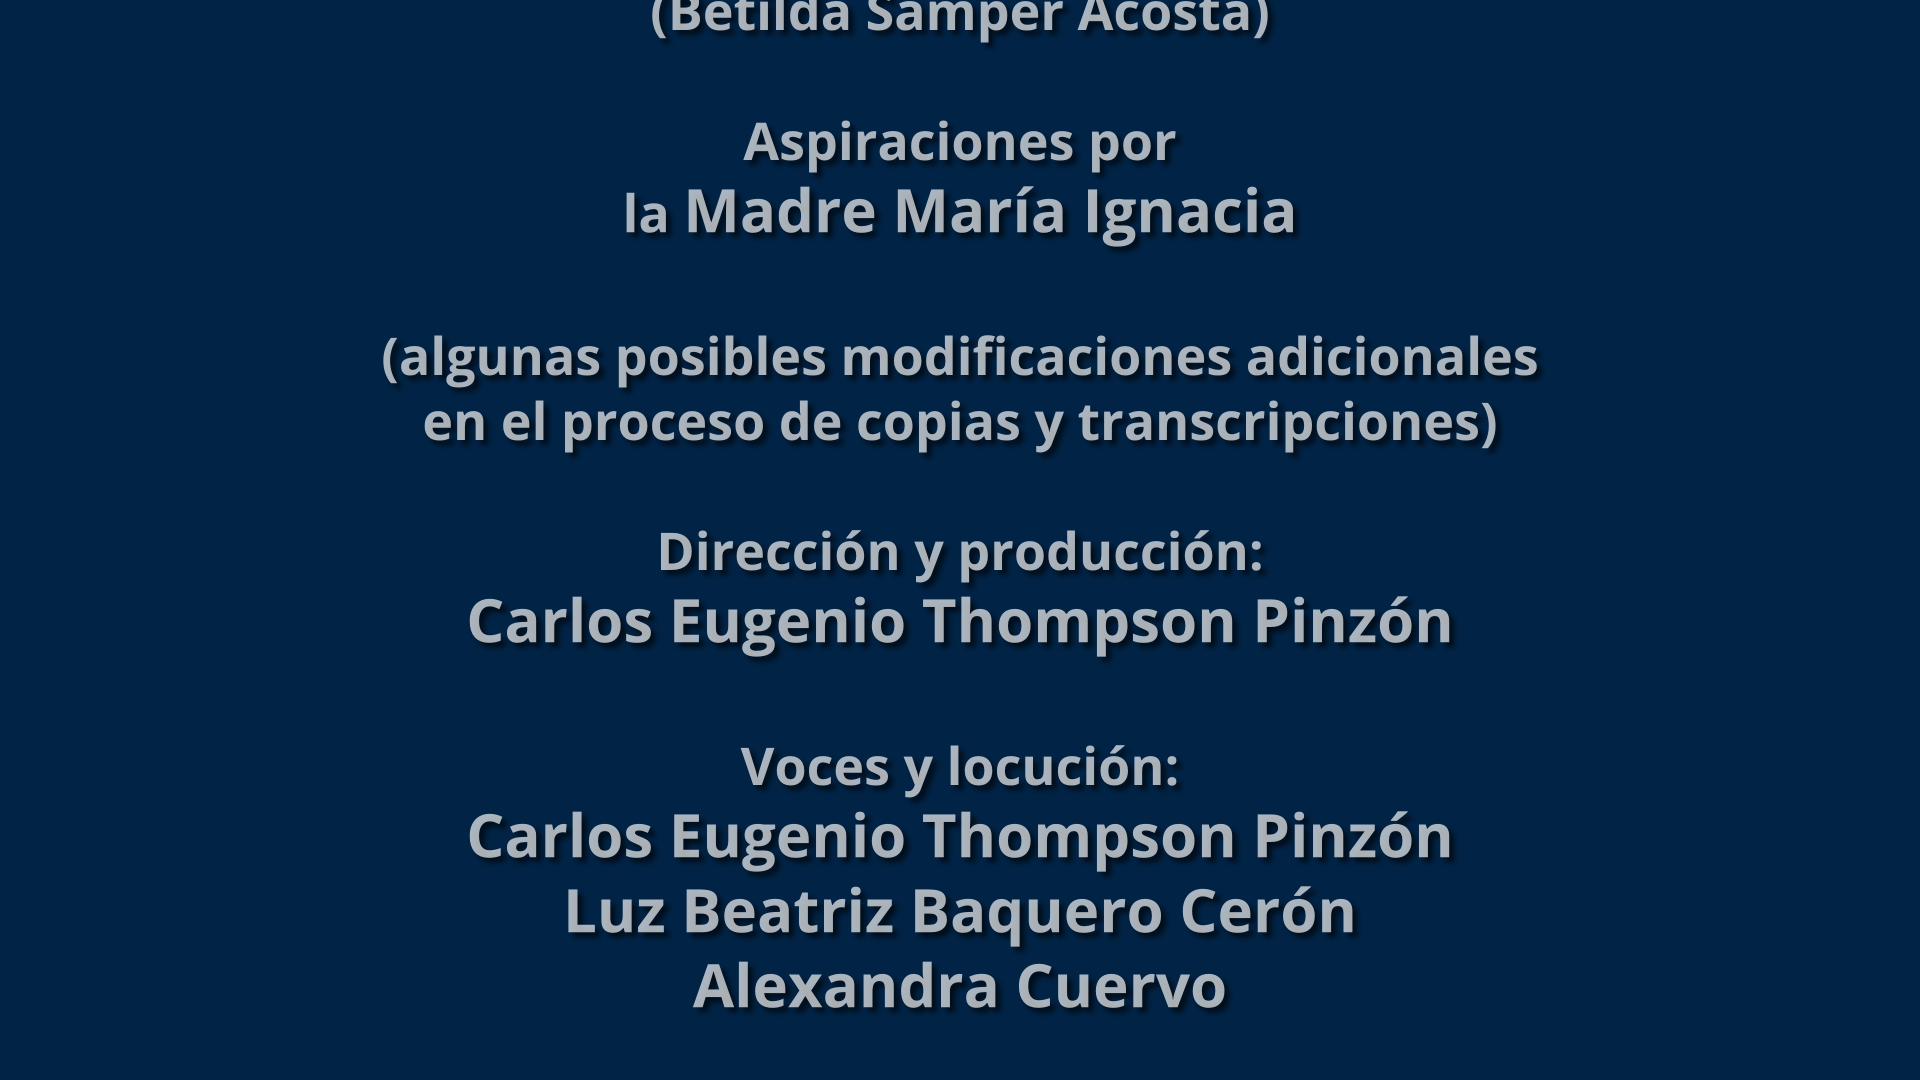 (Betilda Samper Acosta)
Aspiraciones por
la Madre María Ignacia
(algunas posibles modificaciones adicionales
en el proceso de copias y transcripciones)
Dirección y producción:
Carlos Eugenio Thompson Pinzón
Voces y locución:
Carlos Eugenio Thompson Pinzón
Luz Beatriz Baquero Cerón
Alexandra Cuervo